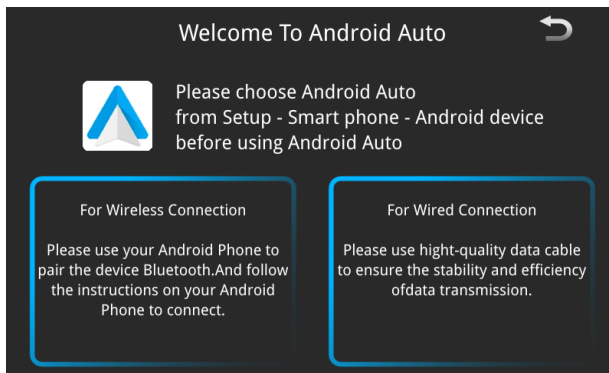 Welcome To Android Auto
Please choose Android Auto
from Setup - Smart phone - Android device
before using Android Auto
For Wireless Connection
Please use your Android Phone to
pair the device Bluetooth.And follow
the instructions on your Android
Phone to connect.
For Wired Connection
Please use hight-quality data cable
to ensure the stability and efficiency
ofdata transmission.